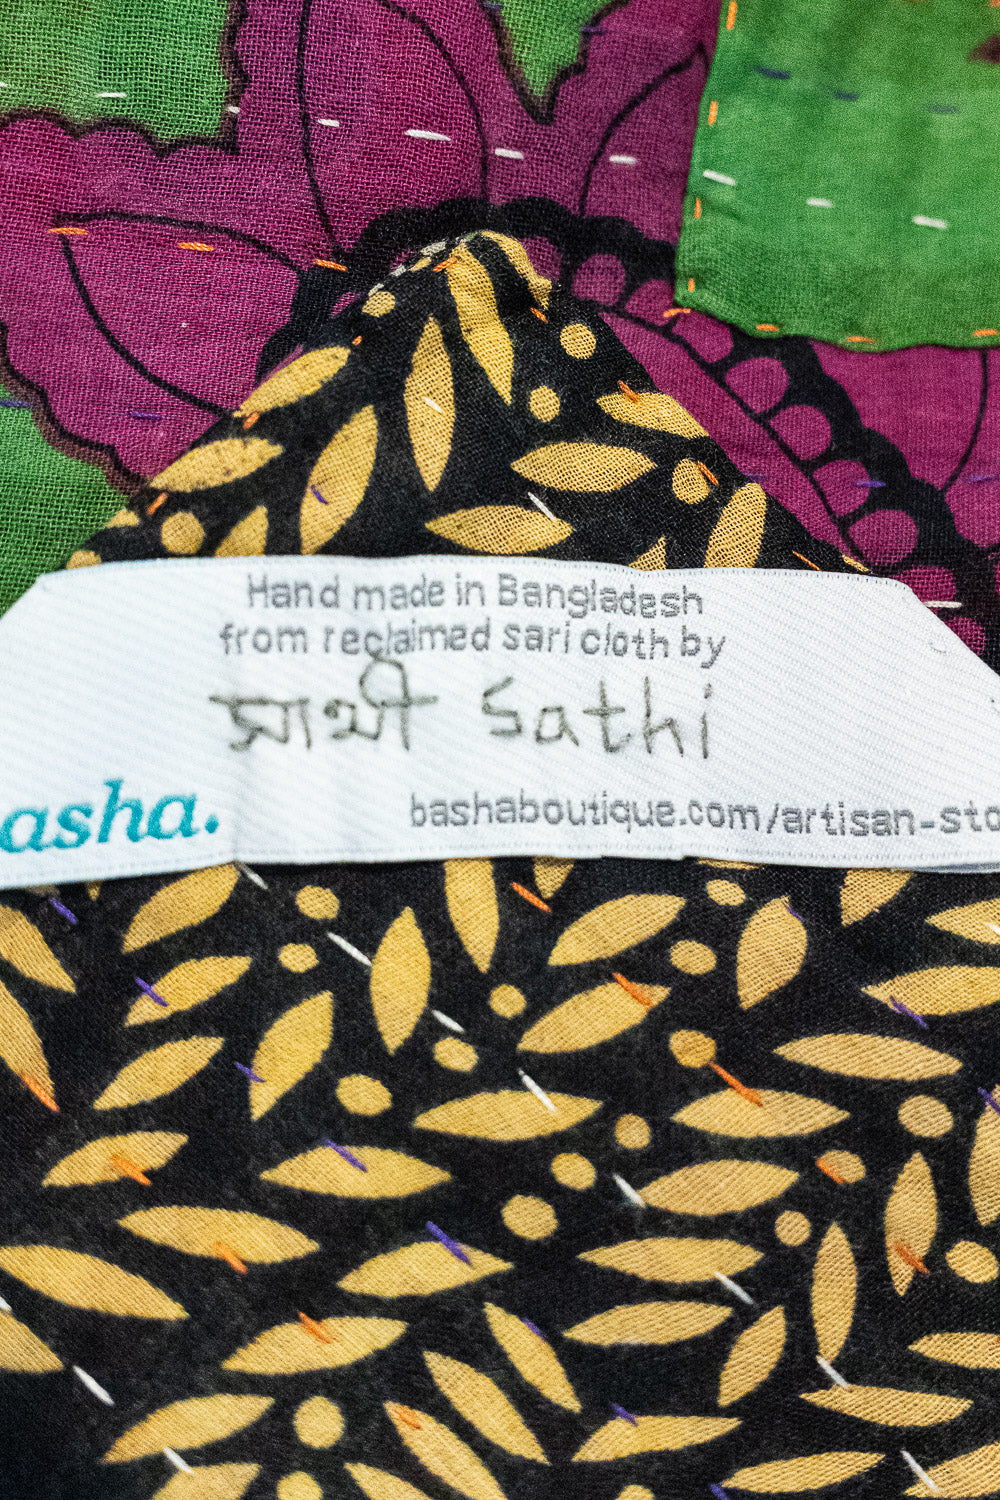 Hand made in Bangladesh
from reclaimed sari cloth by
সাথী Sathi
asha.
bashaboutique.com/artisan-sto